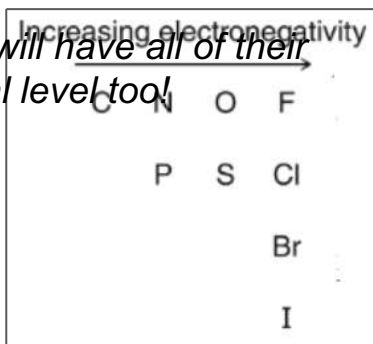 Increasing electronegativity
will have all of their
l level too!
C N O F
P S Cl
Br
I